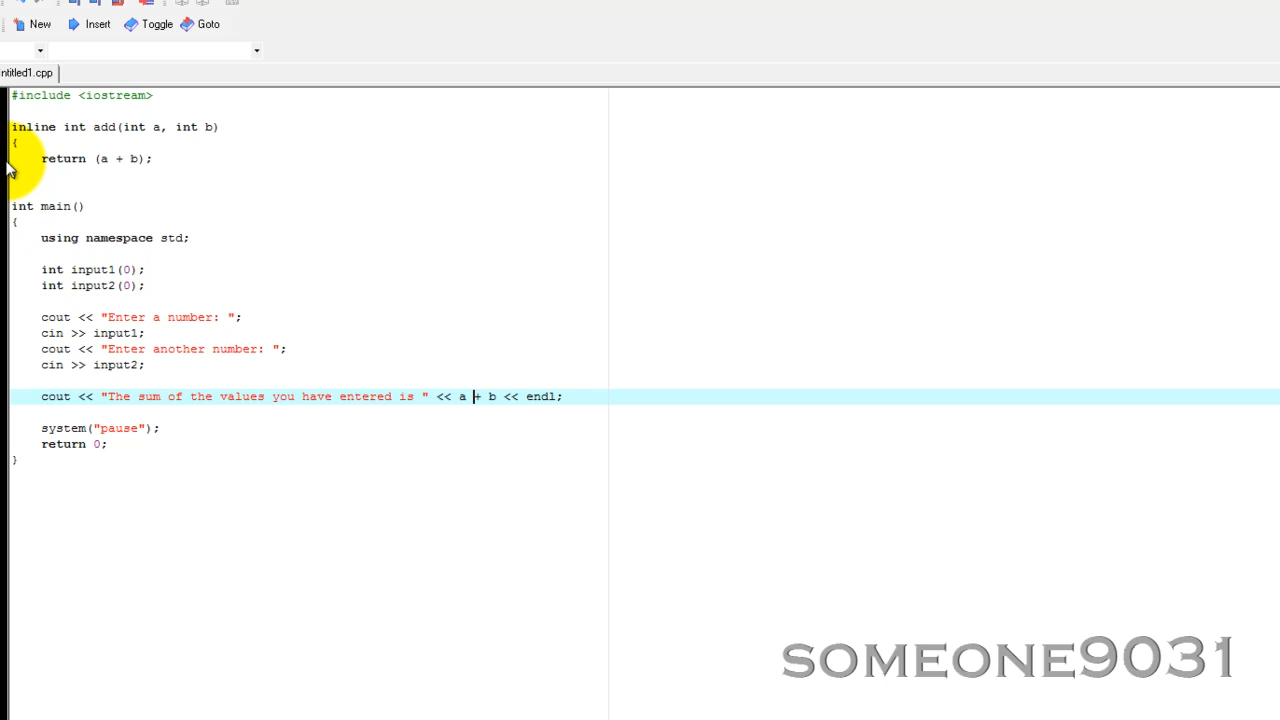 New Insert Toggle Goto
ntitled1.cpp
#include <iostream>
inline int add(int a, int b)
{
return (a + b);
int main()
{
using namespace std;
int input1(0);
int input2(0);
cout << "Enter a number: ";
cin >> input1;
cout << "Enter another number: ";
cin >> input2;
cout << "The sum of the values you have entered is " << a + b << endl;
system("pause");
return 0;
}
SOMEONE9031